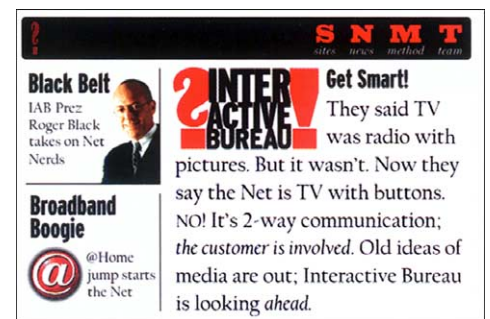 S N M T
sites news method team
Black Belt
IAB Prez
Roger Black
takes on Net
Nerds
Broadband
Boogie
@Home
jump starts
the Net
@
?INTER!
ACTIVE
BUREAU
Get Smart!
They said TV
was radio with
pictures. But it wasn't. Now they
say the Net is TV with buttons.
NO! It's 2-way communication;
the customer is involved. Old ideas of
media are out; Interactive Bureau
is looking ahead.